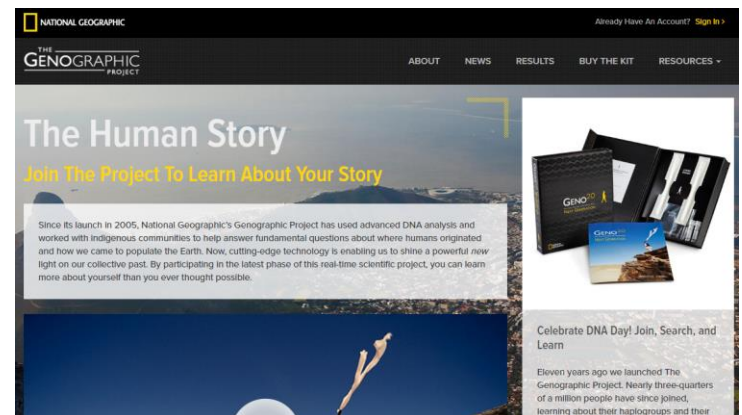 NATIONAL GEOGRAPHIC
Already Have An Account? Sign In >
THE
GENOGRAPHIC
PROJECT
ABOUT NEWS RESULTS BUY THE KIT RESOURCES
The Human Story
Join The Project To Learn About Your Story
Since its launch in 2005, National Geographic's Genographic Project has used advanced DNA analysis and
worked with indigenous communities to help answer fundamental questions about where humans originated
and how we came to populate the Earth. Now, cutting-edge technology is enabling us to shine a powerful new
light on our collective past. By participating in the latest phase of this real-time scientific project, you can learn
more about yourself than you ever thought possible.
GENO 2.0
GENO 2.0
Celebrate DNA Day! Join, Search, and
Learn
Eleven years ago we launched The
Genographic Project. Nearly three-quarters
of a million people have since joined,
learning about their haplogroups and their